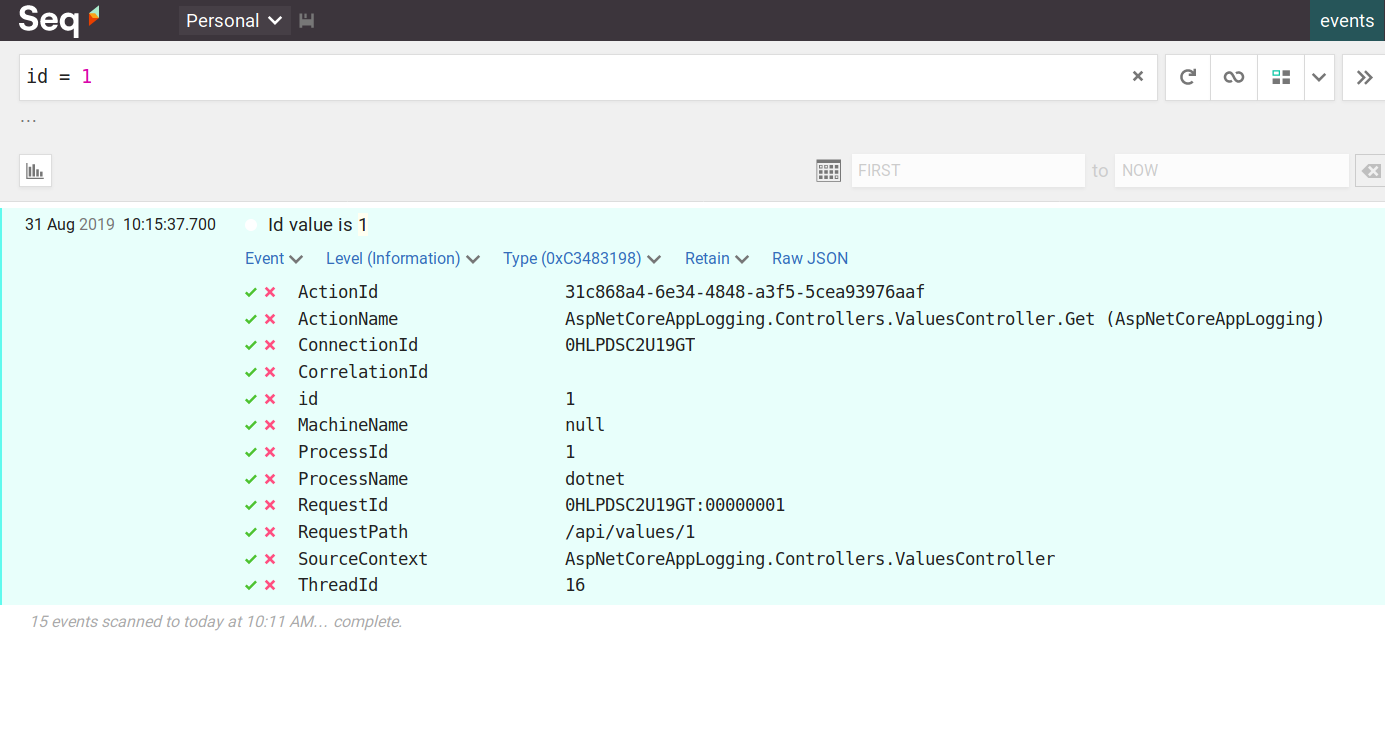 Seq Personal events
id = 1
...
FIRST to NOW
31 Aug 2019 10:15:37.700 Id value is 1
Event Level (Information) Type (0xC3483198) Retain Raw JSON
ActionId 31c868a4-6e34-4848-a3f5-5cea93976aaf
ActionName AspNetCoreAppLogging.Controllers.ValuesController.Get (AspNetCoreAppLogging)
ConnectionId 0HLPDSC2U19GT
CorrelationId
id 1
MachineName null
ProcessId 1
ProcessName dotnet
RequestId 0HLPDSC2U19GT:00000001
RequestPath /api/values/1
SourceContext AspNetCoreAppLogging.Controllers.ValuesController
ThreadId 16
15 events scanned to today at 10:11 AM... complete.